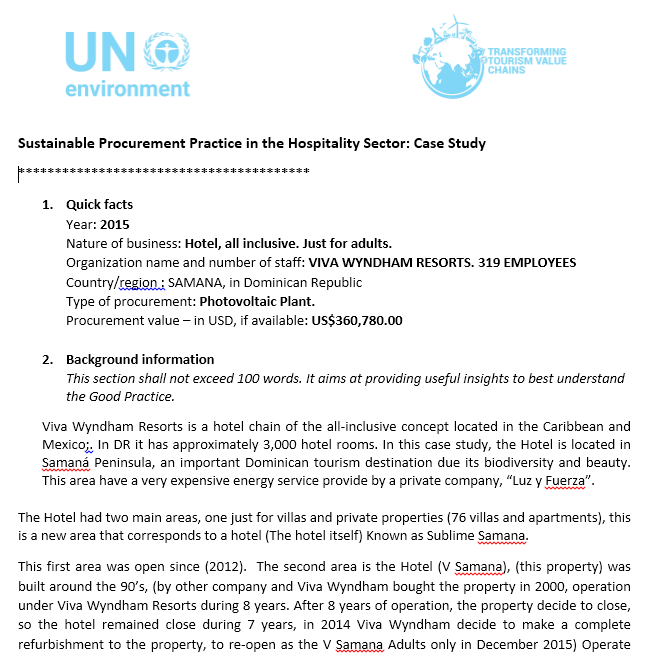 UN
environment
TRANSFORMING
TOURISM VALUE
CHAINS
Sustainable Procurement Practice in the Hospitality Sector: Case Study
****************************************
1. Quick facts
Year: 2015
Nature of business: Hotel, all inclusive. Just for adults.
Organization name and number of staff: VIVA WYNDHAM RESORTS. 319 EMPLOYEES
Country/region : SAMANA, in Dominican Republic
Type of procurement: Photovoltaic Plant.
Procurement value – in USD, if available: US$360,780.00
2. Background information
This section shall not exceed 100 words. It aims at providing useful insights to best understand
the Good Practice.
Viva Wyndham Resorts is a hotel chain of the all-inclusive concept located in the Caribbean and
Mexico;. In DR it has approximately 3,000 hotel rooms. In this case study, the Hotel is located in
Samaná Peninsula, an important Dominican tourism destination due its biodiversity and beauty.
This area have a very expensive energy service provide by a private company, “Luz y Fuerza”.
The Hotel had two main areas, one just for villas and private properties (76 villas and apartments), this
is a new area that corresponds to a hotel (The hotel itself) Known as Sublime Samana.
This first area was open since (2012). The second area is the Hotel (V Samana), (this property) was
built around the 90’s, (by other company and Viva Wyndham bought the property in 2000, operation
under Viva Wyndham Resorts during 8 years. After 8 years of operation, the property decide to close,
so the hotel remained close during 7 years, in 2014 Viva Wyndham decide to make a complete
refurbishment to the property, to re-open as the V Samana Adults only in December 2015) Operate